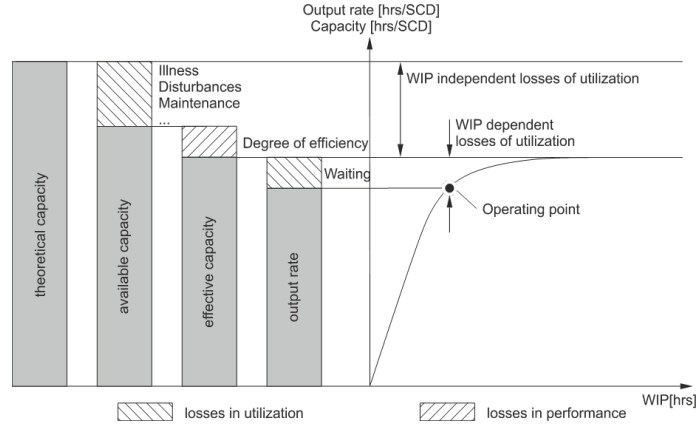 Output rate [hrs/SCD]
Capacity [hrs/SCD]
Illness
Disturbances
Maintenance
...
WIP independent losses of utilization
Degree of efficiency
WIP dependent
losses of utilization
Waiting
Operating point
theoretical capacity
available capacity
effective capacity
output rate
WIP[hrs]
losses in utilization
losses in performance